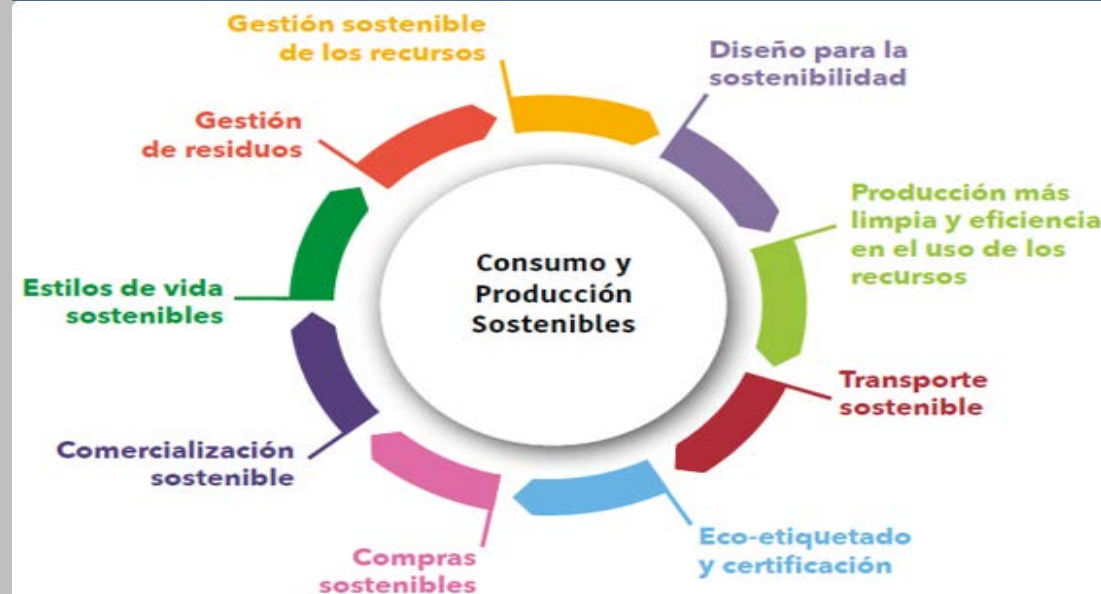 Gestión sostenible
de los recursos
Diseño para la
sostenibilidad
Producción más
limpia y eficiencia
en el uso de los
recursos
Transporte
sostenible
Eco-etiquetado
y certificación
Compras
sostenibles
Comercialización
sostenible
Estilos de vida
sostenibles
Gestión
de residuos
Consumo y
Producción
Sostenibles